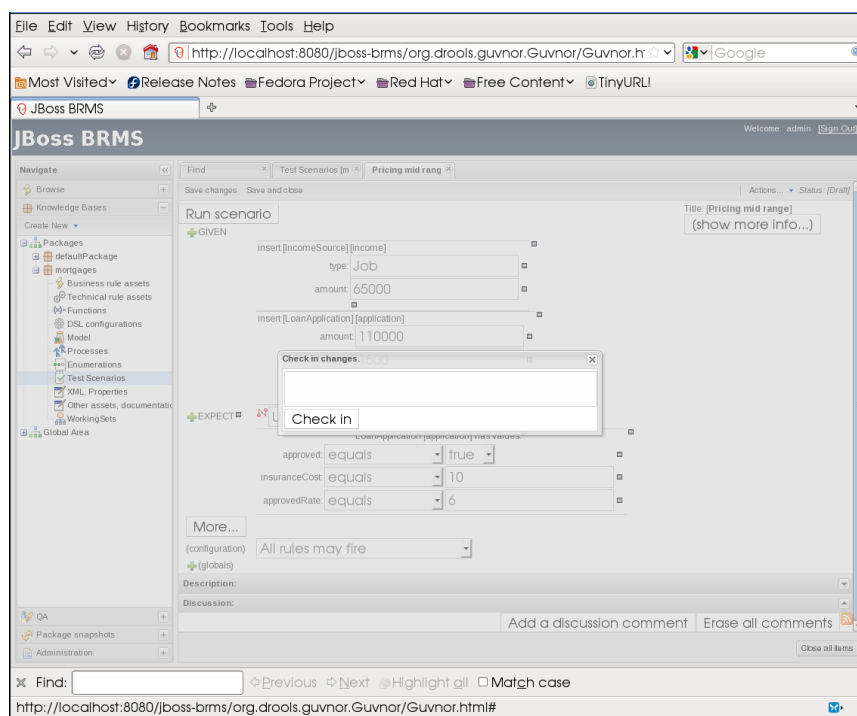 File Edit View History Bookmarks Tools Help
http://localhost:8080/jboss-brms/org.drools.guvnor.Guvnor/Guvnor.h
Google
Most Visited Release Notes Fedora Project Red Hat Free Content TinyURL!
JBoss BRMS
JBoss BRMS
Welcome: admin [Sign Out]
Navigate
Browse
Knowledge Bases
Create New
Packages
defaultPackage
mortgages
Business rule assets
Technical rule assets
Functions
DSL configurations
Model
Processes
Enumerations
Test Scenarios
XML, Properties
Other assets, documentatic
WorkingSets
Global Area
QA
Package snapshots
Administration
Find Test Scenarios [m Pricing mid rang
Save changes Save and close Actions... Status: [Draft]
Run scenario
Title: [Pricing mid range]
(show more info...)
GIVEN
insert [IncomeSource] [income]
type: Job
amount: 65000
insert [LoanApplication] [application]
amount: 110000
Check in changes.
Check in
EXPECT
LoanApplication [application] has values:
approved: equals true
insuranceCost: equals 10
approvedRate: equals 6
More...
(configuration) All rules may fire
(globals)
Description:
Discussion:
Add a discussion comment Erase all comments
Close all items
Find: Previous Next Highlight all Match case
http://localhost:8080/jboss-brms/org.drools.guvnor.Guvnor/Guvnor.html#